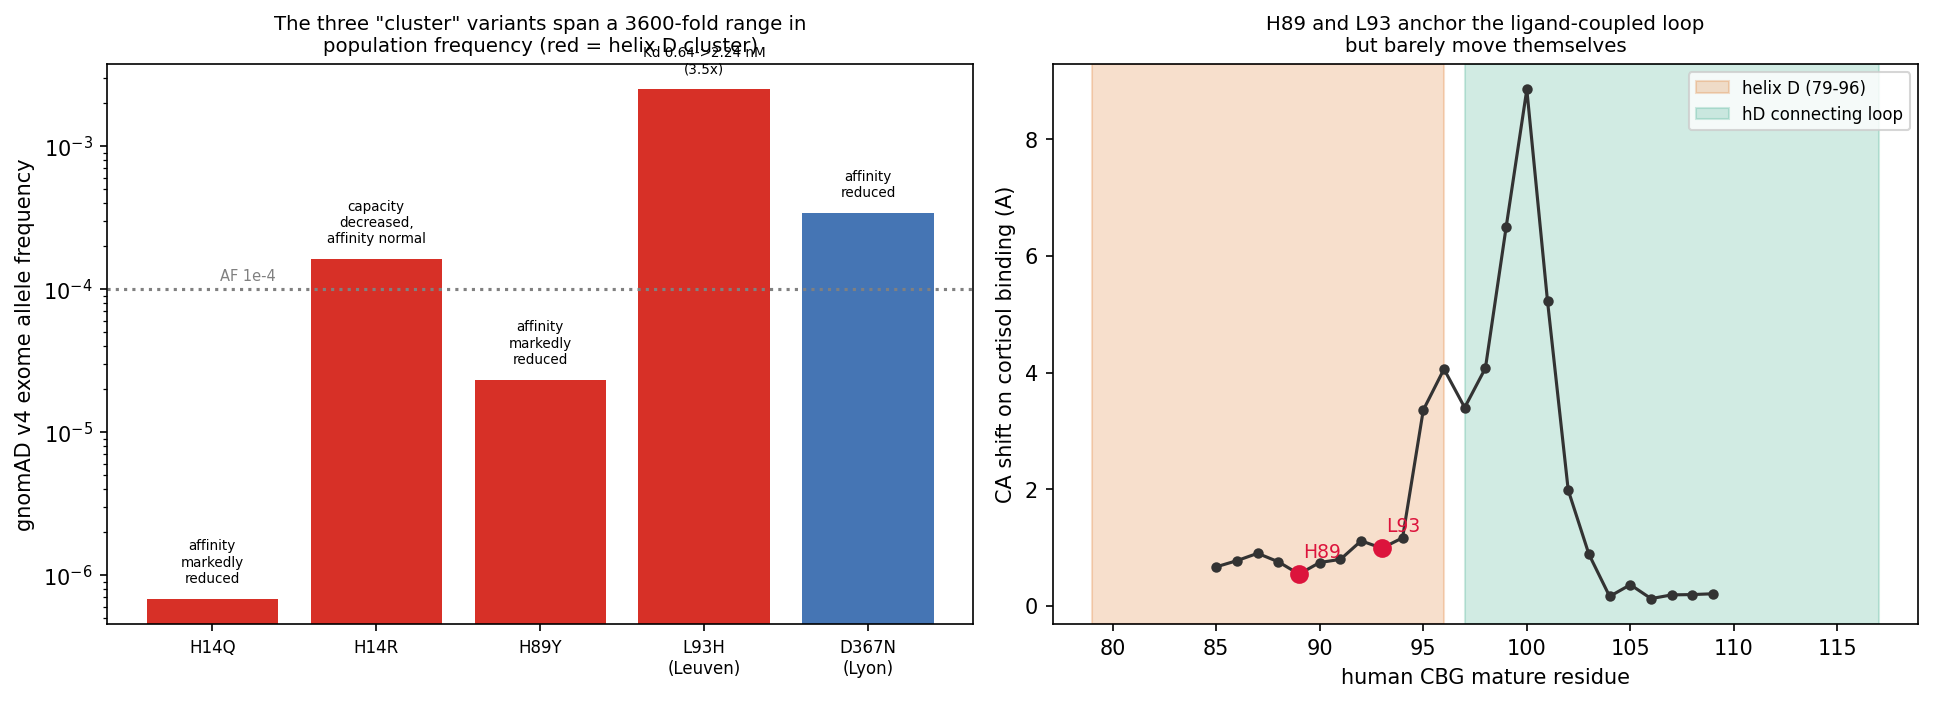 The three "cluster" variants span a 3600-fold range in
population frequency (red = helix D cluster)
Kd 0.64->2.24 nM
(3.5x)
gnomAD v4 exome allele frequency
10⁻³
10⁻⁴
10⁻⁵
10⁻⁶
AF 1e-4
affinity
markedly
reduced
capacity
decreased,
affinity normal
affinity
markedly
reduced
affinity
reduced
H14Q
H14R
H89Y
L93H
(Leuven)
D367N
(Lyon)
H89 and L93 anchor the ligand-coupled loop
but barely move themselves
helix D (79-96)
hD connecting loop
CA shift on cortisol binding (A)
8
6
4
2
0
H89
L93
80 85 90 95 100 105 110 115
human CBG mature residue